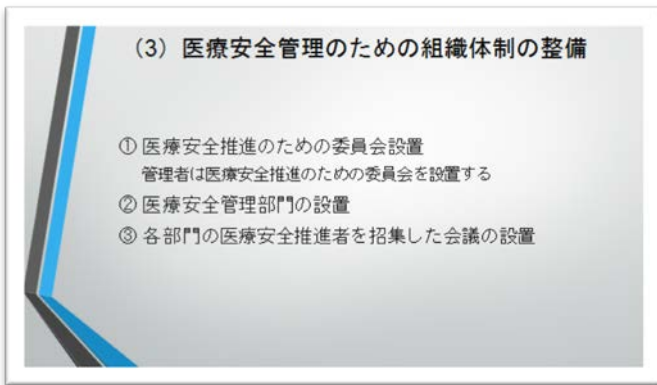 （3）医療安全管理のための組織体制の整備
① 医療安全推進のための委員会設置
管理者は医療安全推進のための委員会を設置する
② 医療安全管理部門の設置
③ 各部門の医療安全推進者を招集した会議の設置